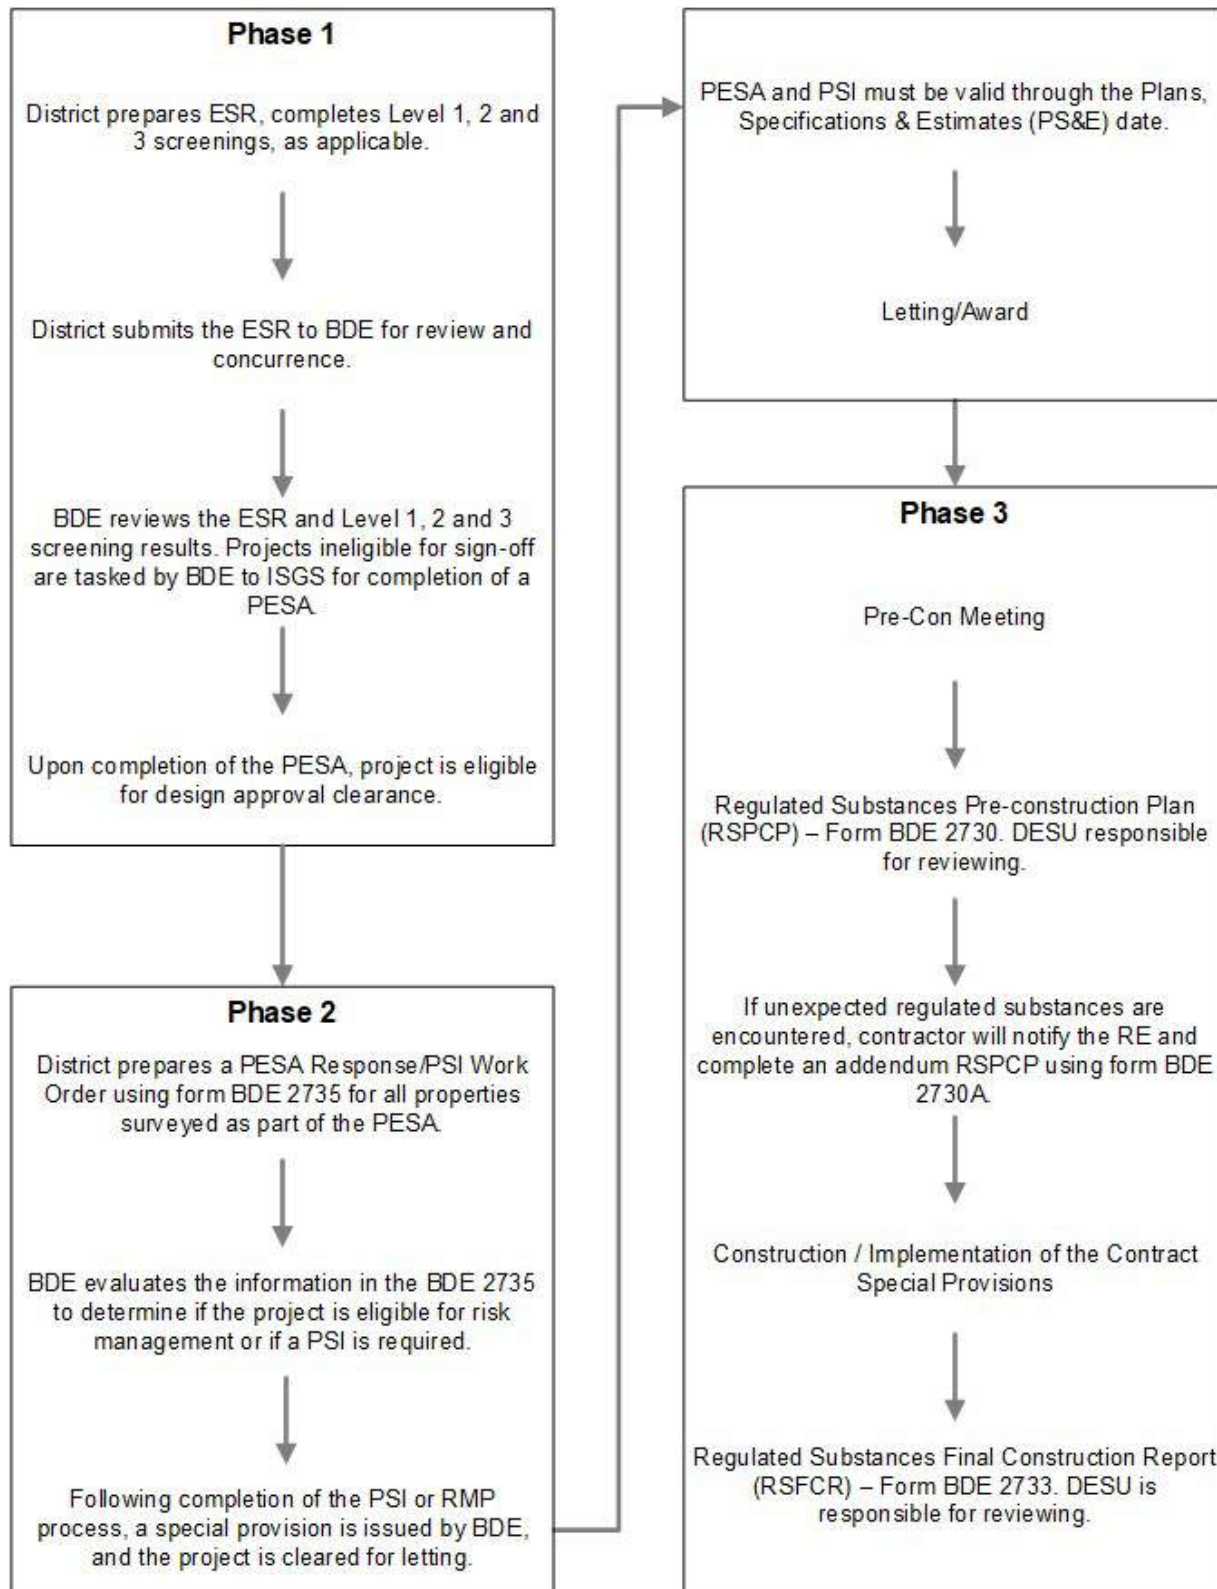 Phase 1
District prepares ESR, completes Level 1, 2 and
3 screenings, as applicable.
District submits the ESR to BDE for review and
concurrence.
BDE reviews the ESR and Level 1, 2 and 3
screening results. Projects ineligible for sign-off
are tasked by BDE to ISGS for completion of a
PESA.
Upon completion of the PESA, project is eligible
for design approval clearance.
Phase 2
District prepares a PESA Response/PSI Work
Order using form BDE 2735 for all properties
surveyed as part of the PESA.
BDE evaluates the information in the BDE 2735
to determine if the project is eligible for risk
management or if a PSI is required.
Following completion of the PSI or RMP
process, a special provision is issued by BDE,
and the project is cleared for letting.
PESA and PSI must be valid through the Plans,
Specifications & Estimates (PS&E) date.
Letting/Award
Phase 3
Pre-Con Meeting
Regulated Substances Pre-construction Plan
(RSPCP) – Form BDE 2730. DESU responsible
for reviewing.
If unexpected regulated substances are
encountered, contractor will notify the RE and
complete an addendum RSPCP using form BDE
2730A.
Construction / Implementation of the Contract
Special Provisions
Regulated Substances Final Construction Report
(RSFCR) – Form BDE 2733. DESU is
responsible for reviewing.